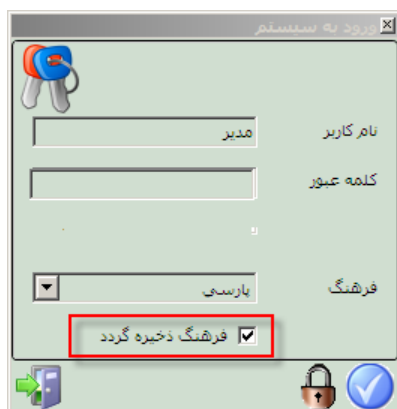 ورود به سیستم
نام کاربر
مدیر
کلمه عبور
فرهنگ
پارسی
فرهنگ ذخیره گردد